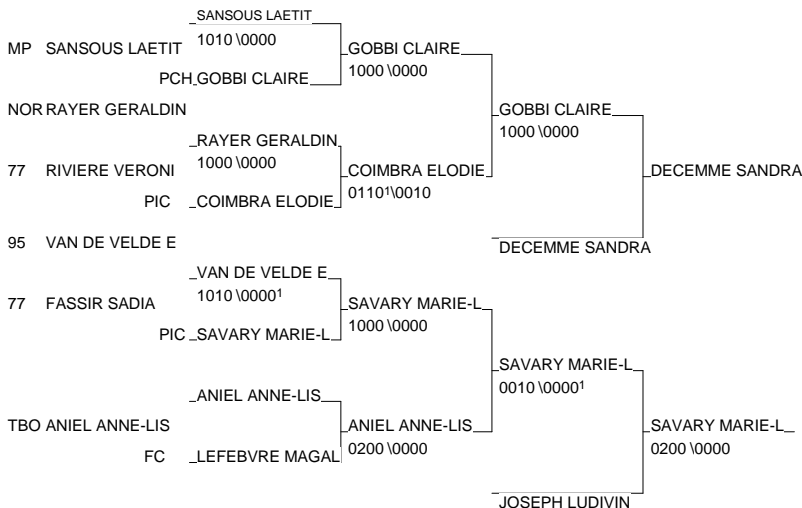 SANSOUS LAETIT
MP SANSOUS LAETIT 1010 \0000 GOBBI CLAIRE
1000 \0000
PCH GOBBI CLAIRE
NOR RAYER GERALDIN GOBBI CLAIRE
1000 \0000
RAYER GERALDIN
1000 \0000
77 RIVIERE VERONI COIMBRA ELODIE DECEMME SANDRA
0110¹\0010
PIC COIMBRA ELODIE
95 VAN DE VELDE E DECEMME SANDRA
VAN DE VELDE E
1010 \0000¹
77 FASSIR SADIA SAVARY MARIE-L
1000 \0000
PIC SAVARY MARIE-L
SAVARY MARIE-L
0010 \0000¹
ANIEL ANNE-LIS
TBO ANIEL ANNE-LIS ANIEL ANNE-LIS SAVARY MARIE-L
0200 \0000 0200 \0000
FC LEFEBVRE MAGAL
JOSEPH LUDIVIN